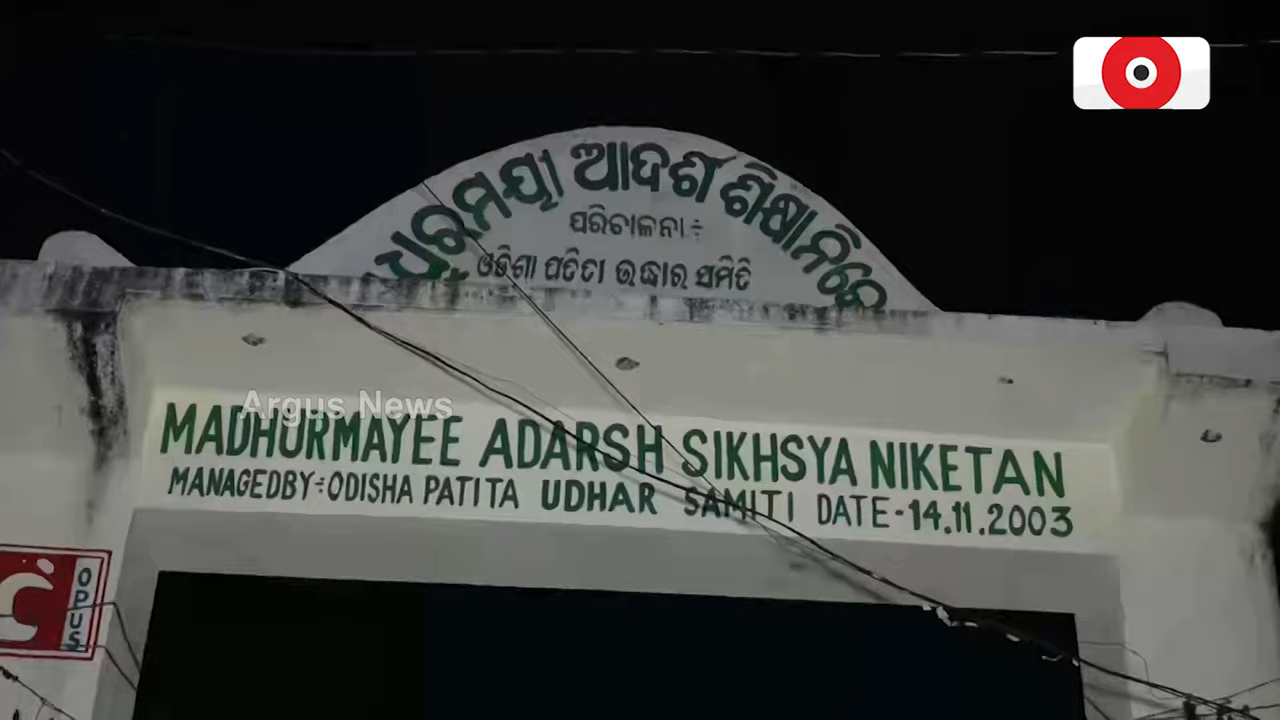 ଧୁରମୟୀ ଆଦର୍ଶ ଶିକ୍ଷାନିକେ
ପରିଚାଳନା ÷
ଓଡିଶା ପତିତା ଉଦ୍ଧାର ସମିତି
Argus News
MADHURMAYEE ADARSH SIKHSYA NIKETAN
MANAGEDBY÷ODISHA PATITA UDHAR SAMITI DATE-14.11.2003
OPUS